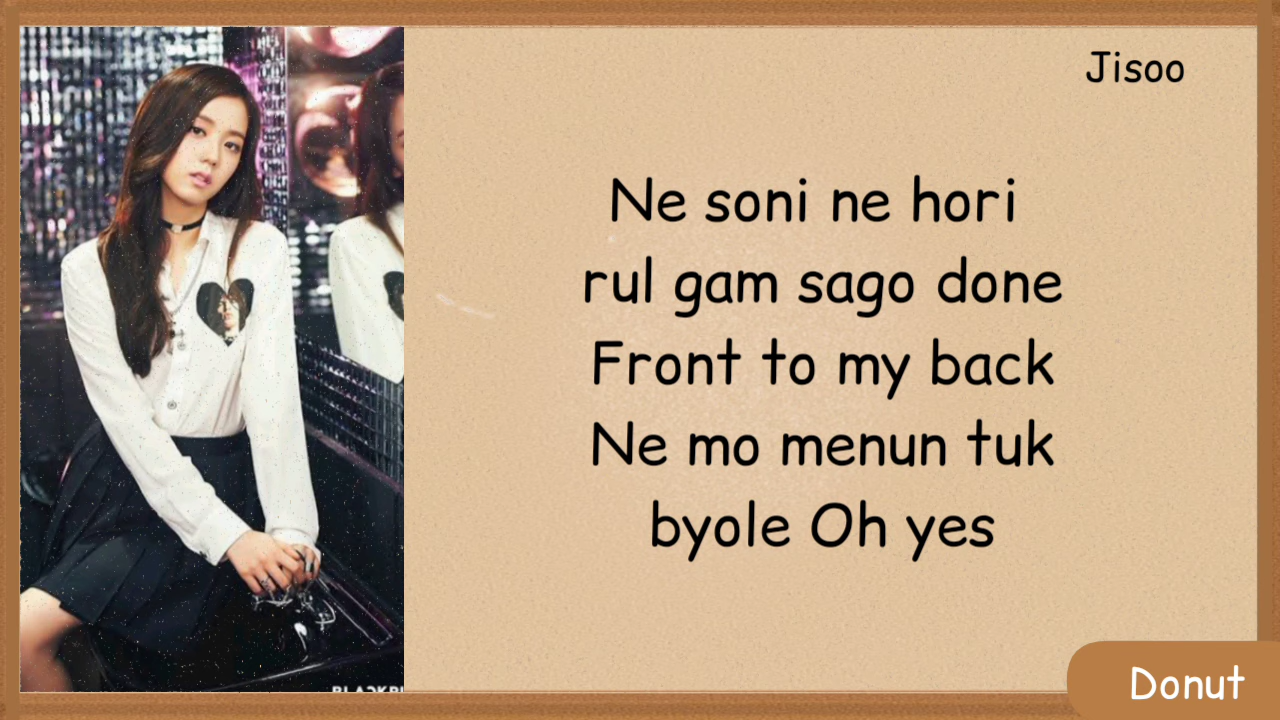 Jisoo
Ne soni ne hori
rul gam sago done
Front to my back
Ne mo menun tuk
byole Oh yes
Donut